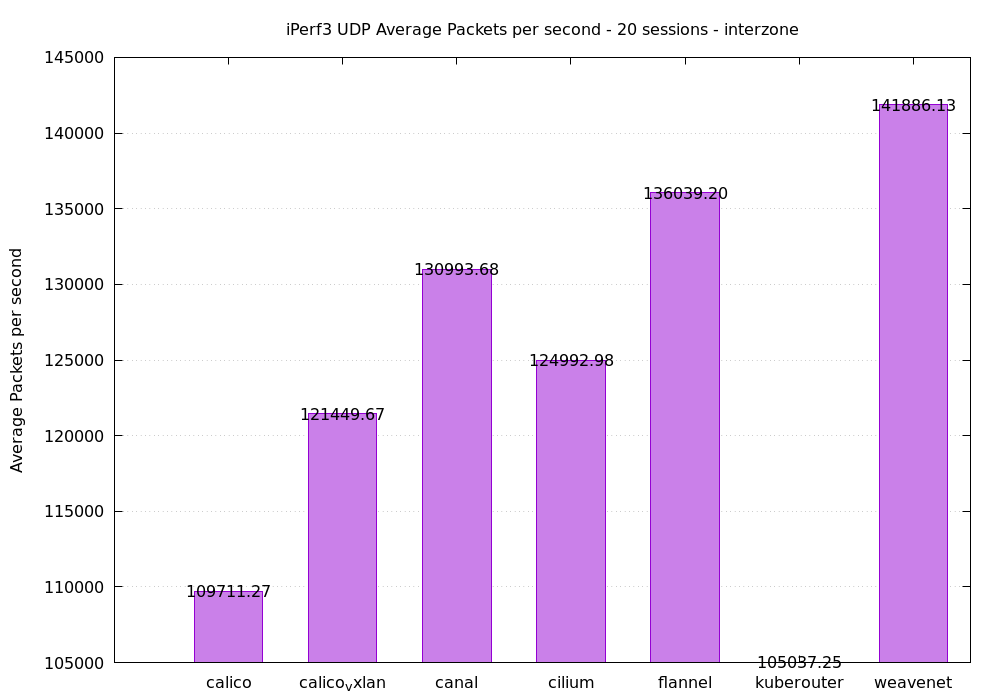 iPerf3 UDP Average Packets per second - 20 sessions - interzone
145000
140000
135000
130000
125000
120000
115000
110000
105000
Average Packets per second
109711.27
121449.67
130993.68
124992.98
136039.20
105037.25
141886.13
calico
calicovxlan
canal
cilium
flannel
kuberouter
weavenet